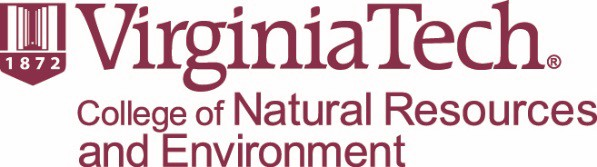 1872
VirginiaTech®
College of Natural Resources
and Environment